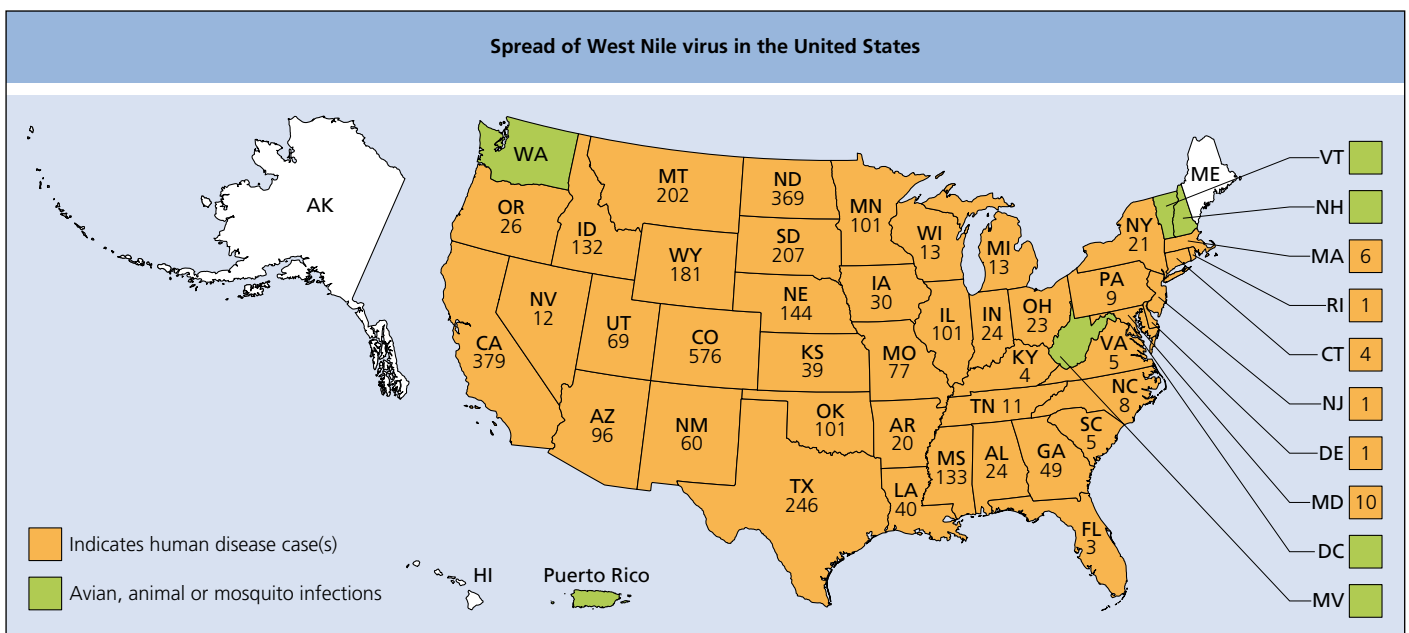 Spread of West Nile virus in the United States
AK
WA
OR
26
CA
379
NV
12
ID
132
MT
202
WY
181
UT
69
CO
576
AZ
96
NM
60
ND
369
SD
207
NE
144
KS
39
OK
101
TX
246
MN
101
IA
30
MO
77
AR
20
LA
40
WI
13
IL
101
MI
13
IN
24
OH
23
KY
4
TN 11
MS
133
AL
24
GA
49
FL
3
SC
5
NC
8
VA
5
PA
9
NY
21
ME
VT
NH
MA 6
RI 1
CT 4
NJ 1
DE 1
MD 10
DC
MV
HI
Puerto Rico
Indicates human disease case(s)
Avian, animal or mosquito infections